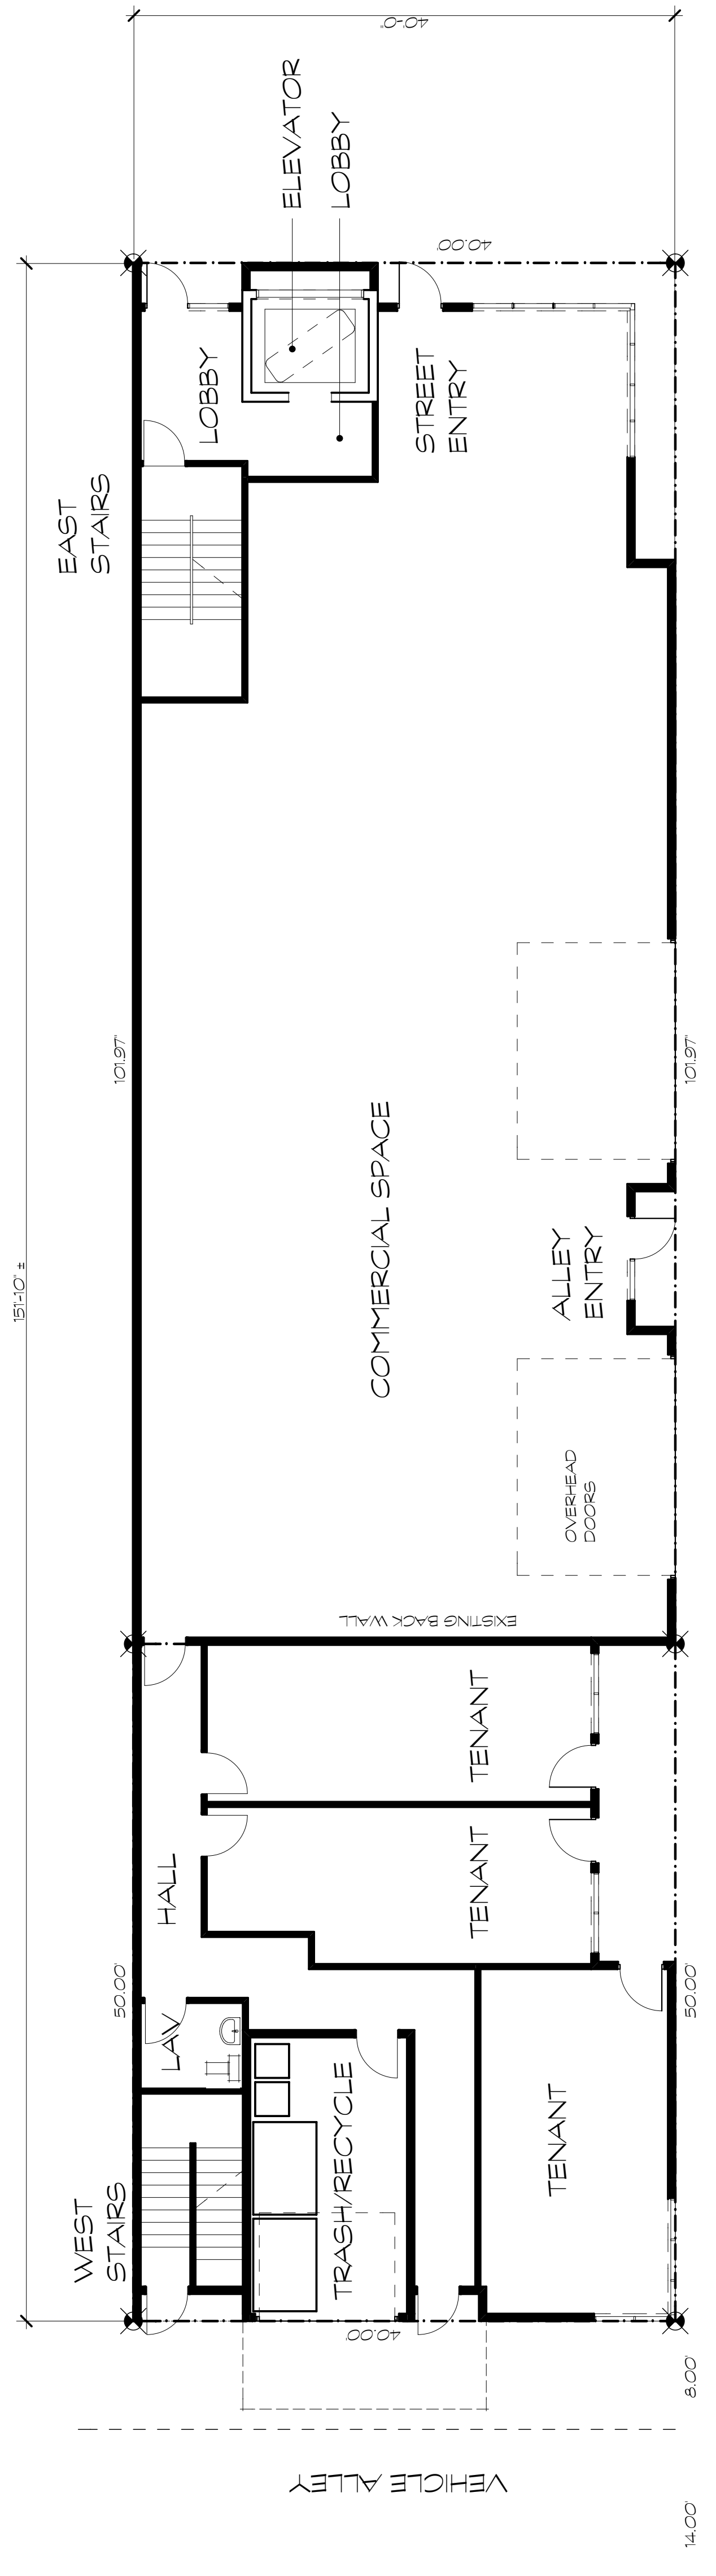 40'-0"
ELEVATOR
LOBBY
40.00'
LOBBY
STREET
ENTRY
EAST
STAIRS
101.97'
101.97'
COMMERCIAL SPACE
151'-10" ±
ALLEY
ENTRY
OVERHEAD
DOORS
EXISTING BACK WALL
TENANT
TENANT
HALL
50.00'
50.00'
LAV
TENANT
TRASH/RECYCLE
WEST
STAIRS
40.00'
8.00'
VEHICLE ALLEY
14.00'